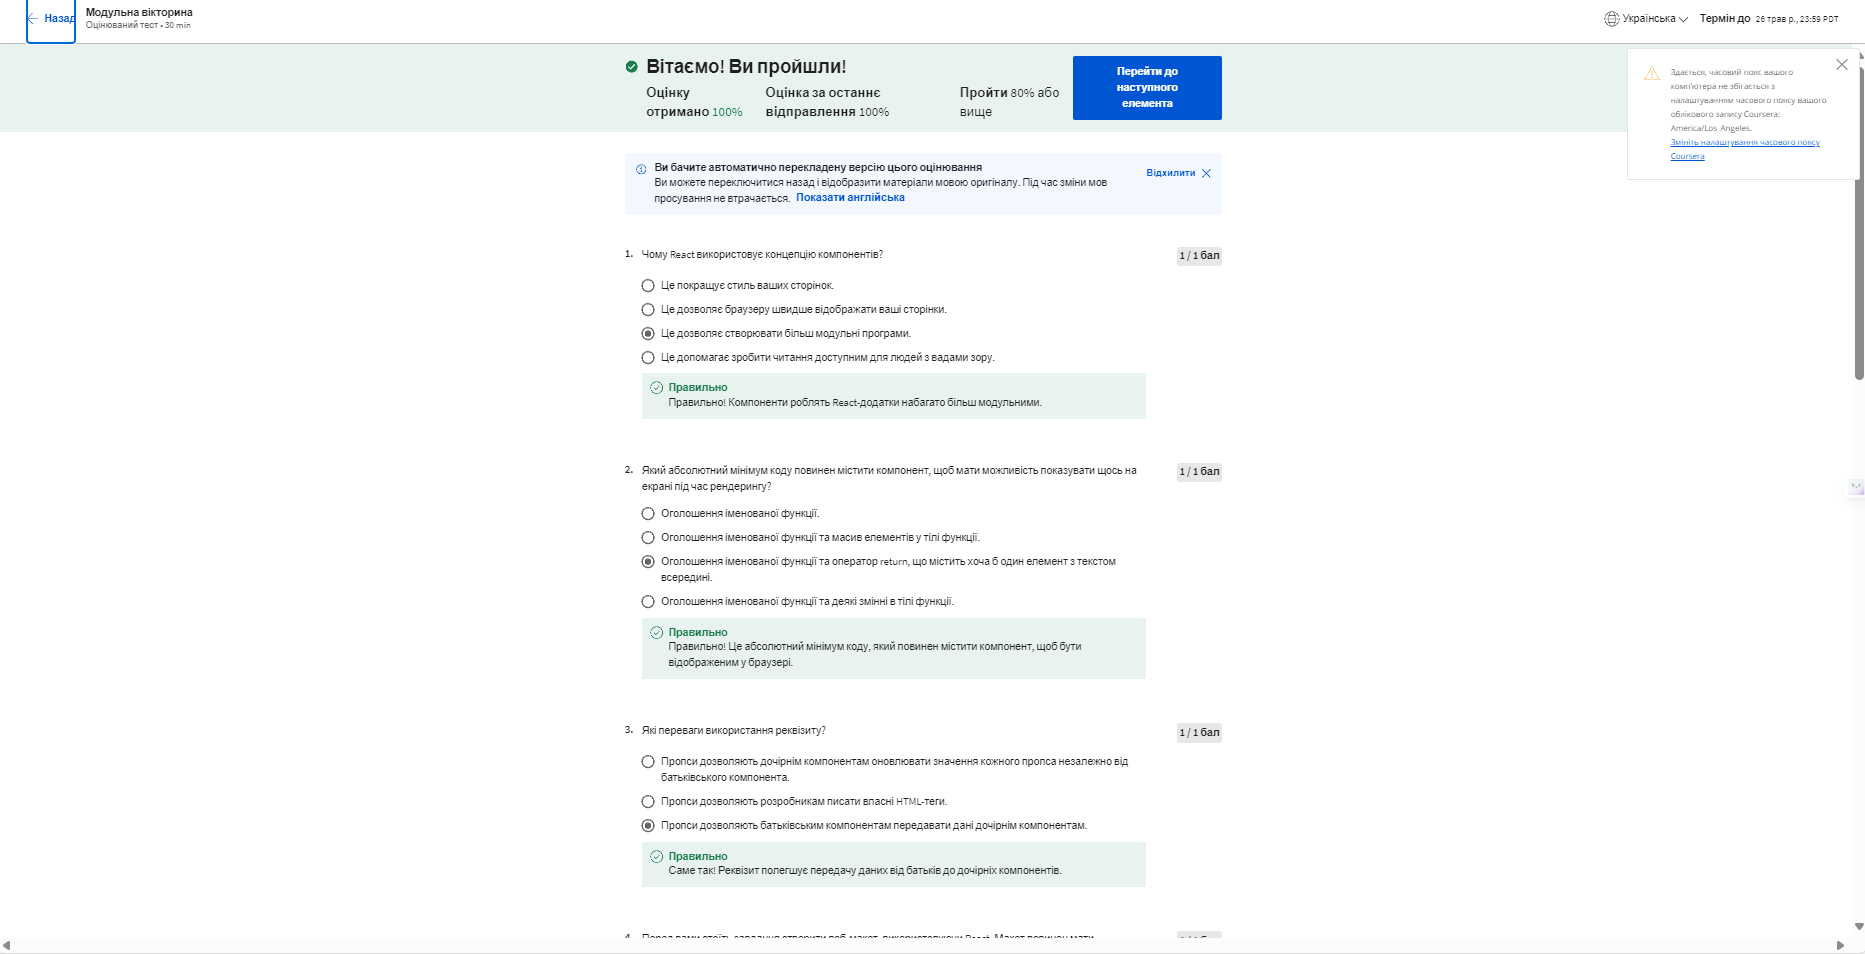 Назад
Модульна вікторина
Оцінюваний тест • 30 min
Українська
Термін до 26 трав р., 23:59 PDT
Вітаємо! Ви пройшли!
Оцінку
отримано 100%
Оцінка за останнє
відправлення 100%
Пройти 80% або
вище
Перейти до
наступного
елемента
Здається, часовий пояс вашого
комп'ютера не збігається з
налаштуванням часового поясу вашого
облікового запису Coursera:
America/Los_Angeles.
Змініть налаштування часового поясу
Coursera
Ви бачите автоматично перекладену версію цього оцінювання
Ви можете переключитися назад і відобразити матеріали мовою оригіналу. Під час зміни мов
просування не втрачається. Показати англійська
Відхилити
1. Чому React використовує концепцію компонентів?
1 / 1 бал
Це покращує стиль ваших сторінок.
Це дозволяє браузеру швидше відображати ваші сторінки.
Це дозволяє створювати більш модульні програми.
Це допомагає зробити читання доступним для людей з вадами зору.
Правильно
Правильно! Компоненти роблять React-додатки набагато більш модульними.
2. Який абсолютний мінімум коду повинен містити компонент, щоб мати можливість показувати щось на
екрані під час рендерингу?
1 / 1 бал
Оголошення іменованої функції.
Оголошення іменованої функції та масив елементів у тілі функції.
Оголошення іменованої функції та оператор return, що містить хоча б один елемент з текстом
всередині.
Оголошення іменованої функції та деякі змінні в тілі функції.
Правильно
Правильно! Це абсолютний мінімум коду, який повинен містити компонент, щоб бути
відображеним у браузері.
3. Які переваги використання реквізиту?
1 / 1 бал
Пропси дозволяють дочірнім компонентам оновлювати значення кожного пропса незалежно від
батьківського компонента.
Пропси дозволяють розробникам писати власні HTML-теги.
Пропси дозволяють батьківським компонентам передавати дані дочірнім компонентам.
Правильно
Саме так! Реквізит полегшує передачу даних від батьків до дочірніх компонентів.
4. Перед вами стоїть завдання створити веб-макет, використовуючи React. Макет повинен мати